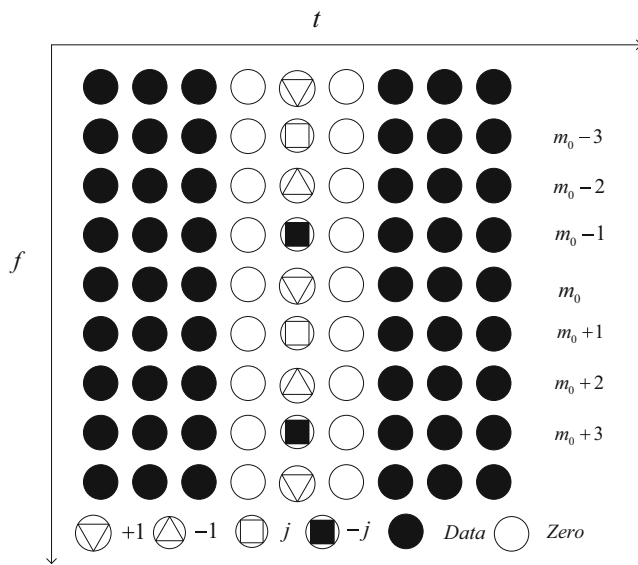 t
m₀ − 3
m₀ − 2
m₀ − 1
f
m₀
m₀ + 1
m₀ + 2
m₀ + 3
+1 −1 j −j Data Zero